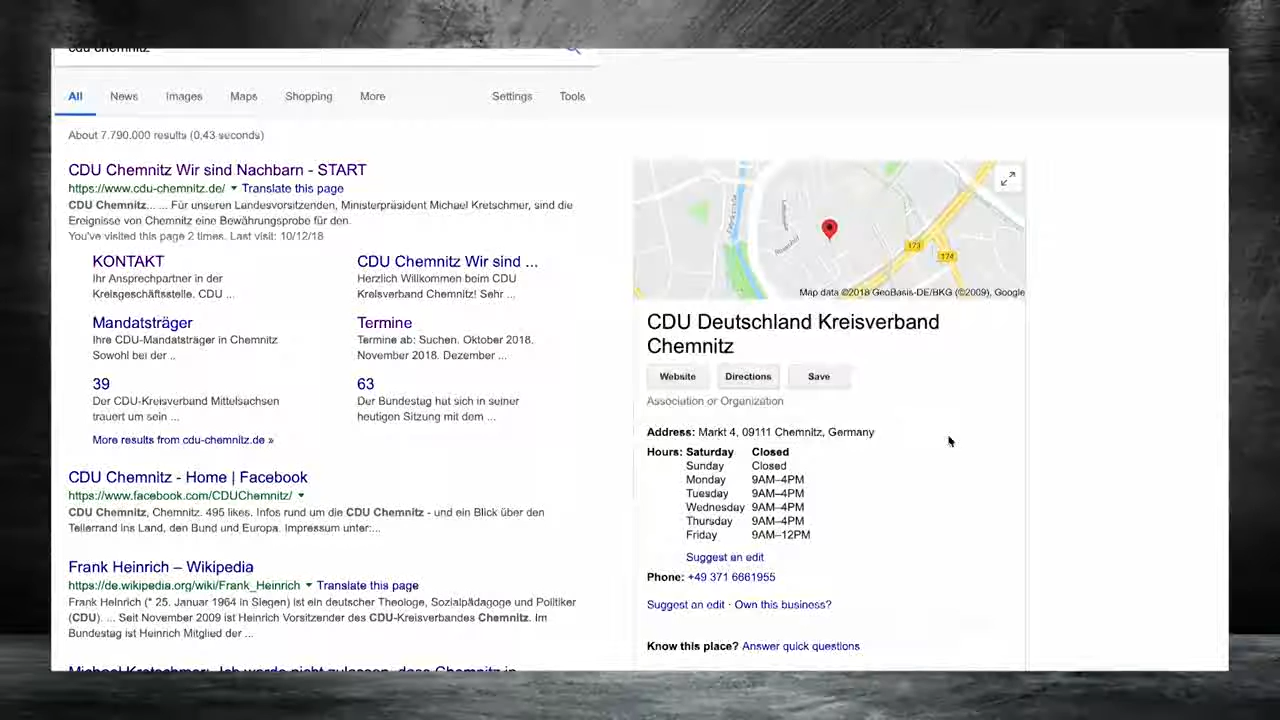 cdu chemnitz
All News Images Maps Shopping More Settings Tools
About 7.790.000 results (0,43 seconds)
CDU Chemnitz Wir sind Nachbarn - START
https://www.cdu-chemnitz.de/ Translate this page
CDU Chemnitz... ... Für unseren Landesvorsitzenden, Ministerpräsident Michael Kretschmer, sind die
Ereignisse von Chemnitz eine Bewährungsprobe für den.
You've visited this page 2 times. Last visit: 10/12/18
KONTAKT
Ihr Ansprechpartner in der
Kreisgeschäftsstelle. CDU ...
CDU Chemnitz Wir sind ...
Herzlich Willkommen beim CDU
Kreisverband Chemnitz! Sehr ...
Mandatsträger
Ihre CDU-Mandatsträger in Chemnitz
Sowohl bei der ..
Termine
Termine ab: Suchen. Oktober 2018.
November 2018. Dezember ...
39
Der CDU-Kreisverband Mittelsachsen
trauert um sein ...
63
Der Bundestag hat sich in seiner
heutigen Sitzung mit dem ...
More results from cdu-chemnitz.de »
CDU Chemnitz - Home | Facebook
https://www.facebook.com/CDUChemnitz/
CDU Chemnitz, Chemnitz. 495 likes. Infos rund um die CDU Chemnitz - und ein Blick über den
Tellerrand ins Land, den Bund und Europa. Impressum unter:...
Frank Heinrich – Wikipedia
https://de.wikipedia.org/wiki/Frank_Heinrich Translate this page
Frank Heinrich (* 25. Januar 1964 in Siegen) ist ein deutscher Theologe, Sozialpädagoge und Politiker
(CDU). ... Seit November 2009 ist Heinrich Vorsitzender des CDU-Kreisverbandes Chemnitz. Im
Bundestag ist Heinrich Mitglied der ...
Michael Kretschmer: „Ich werde nicht zulassen, dass Chemnitz in
173
174
Map data ©2018 GeoBasis-DE/BKG (©2009), Google
CDU Deutschland Kreisverband
Chemnitz
Website Directions Save
Association or Organization
Address: Markt 4, 09111 Chemnitz, Germany
Hours: Saturday Closed
Sunday Closed
Monday 9AM–4PM
Tuesday 9AM–4PM
Wednesday 9AM–4PM
Thursday 9AM–4PM
Friday 9AM–12PM
Suggest an edit
Phone: +49 371 6661955
Suggest an edit · Own this business?
Know this place? Answer quick questions